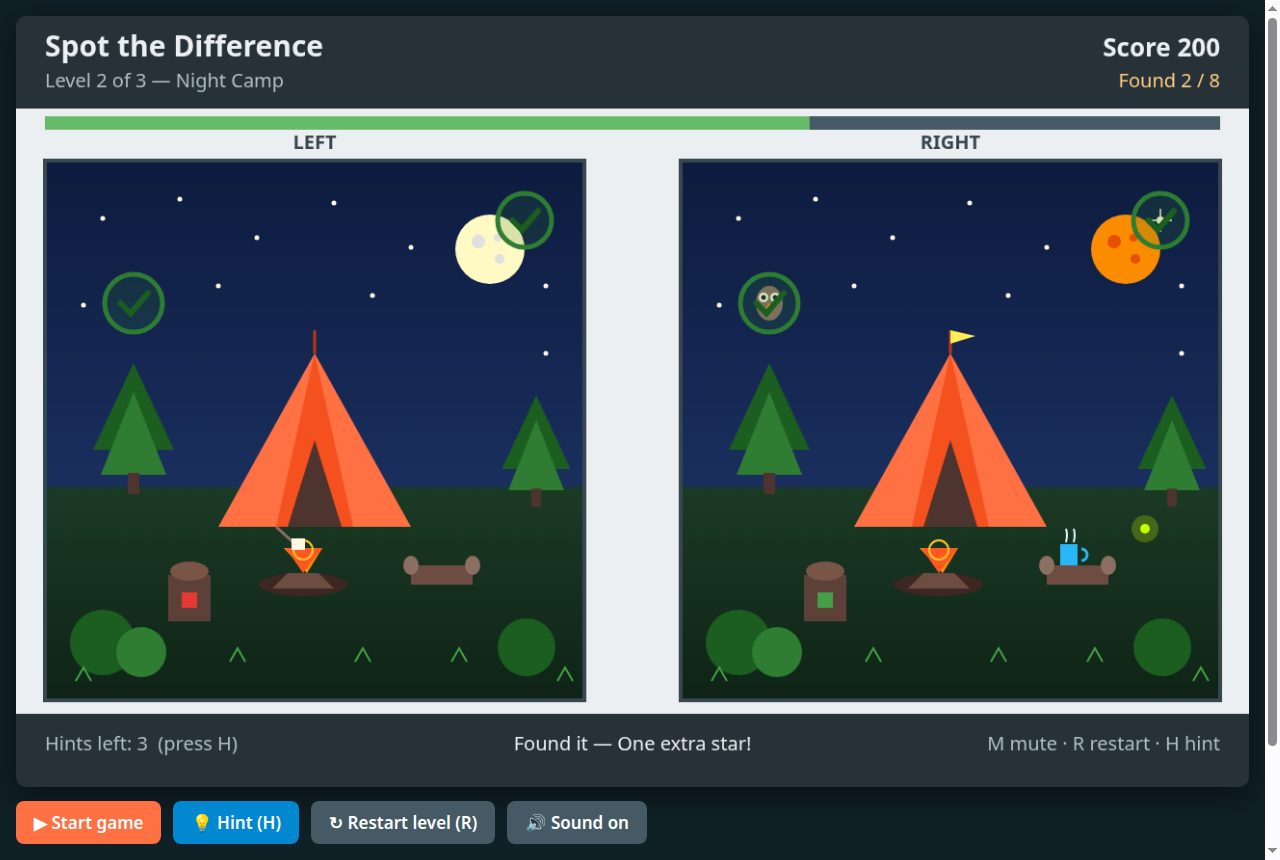 Spot the Difference
Score 200
Level 2 of 3 — Night Camp
Found 2 / 8
LEFT
RIGHT
Hints left: 3 (press H)
Found it — One extra star!
M mute · R restart · H hint
▶ Start game
💡 Hint (H)
↻ Restart level (R)
🔊 Sound on